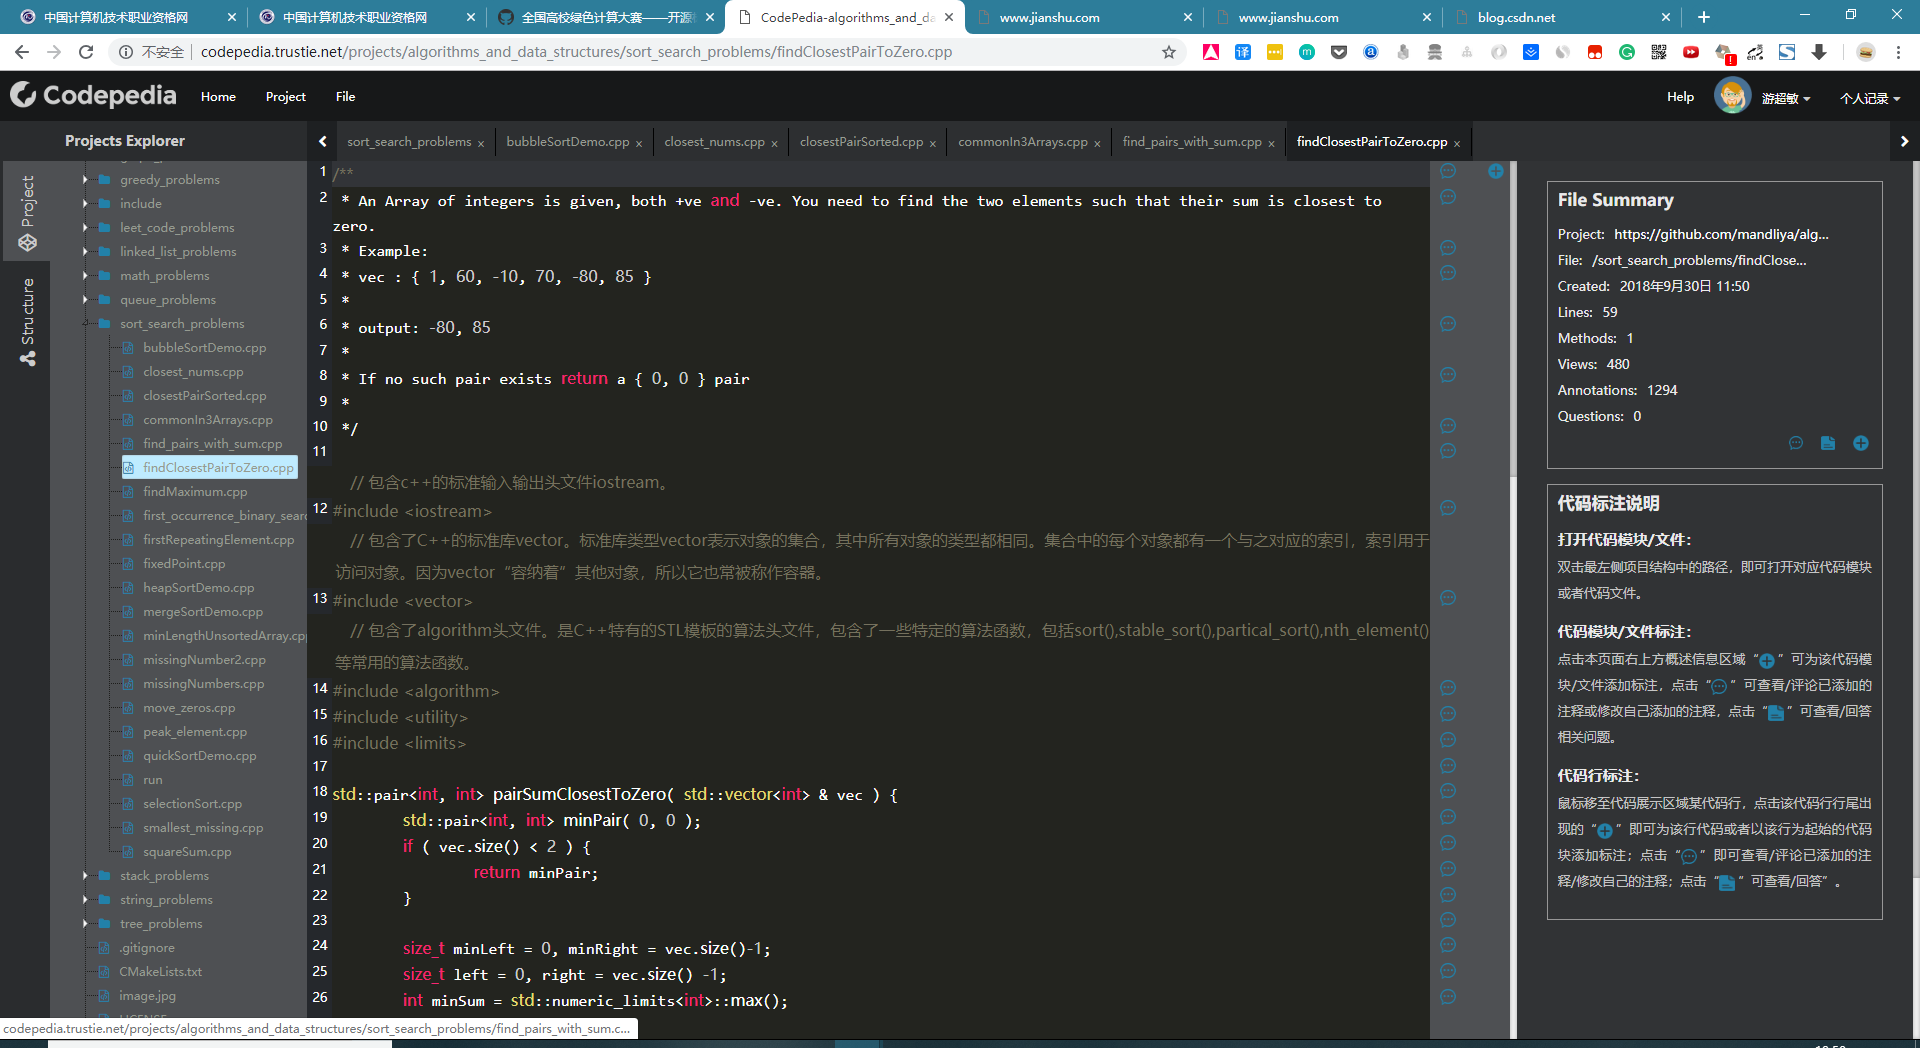 中国计算机技术职业资格网
中国计算机技术职业资格网
全国高校绿色计算大赛——开源
CodePedia-algorithms_and_da
www.jianshu.com
www.jianshu.com
blog.csdn.net
不安全
codepedia.trustie.net/projects/algorithms_and_data_structures/sort_search_problems/findClosestPairToZero.cpp
Codepedia
Home
Project
File
Help
游超敏
个人记录
Projects Explorer
sort_search_problems ×
bubbleSortDemo.cpp ×
closest_nums.cpp ×
closestPairSorted.cpp ×
commonIn3Arrays.cpp ×
find_pairs_with_sum.cpp ×
findClosestPairToZero.cpp ×
Project
Structure
greedy_problems
include
leet_code_problems
linked_list_problems
math_problems
queue_problems
sort_search_problems
bubbleSortDemo.cpp
closest_nums.cpp
closestPairSorted.cpp
commonIn3Arrays.cpp
find_pairs_with_sum.cpp
findClosestPairToZero.cpp
findMaximum.cpp
first_occurrence_binary_searc
firstRepeatingElement.cpp
fixedPoint.cpp
heapSortDemo.cpp
mergeSortDemo.cpp
minLengthUnsortedArray.cpp
missingNumber2.cpp
missingNumbers.cpp
move_zeros.cpp
peak_element.cpp
quickSortDemo.cpp
run
selectionSort.cpp
smallest_missing.cpp
squareSum.cpp
stack_problems
string_problems
tree_problems
.gitignore
CMakeLists.txt
image.jpg
codepedia.trustie.net/projects/algorithms_and_data_structures/sort_search_problems/find_pairs_with_sum.c...
1 /**
2 * An Array of integers is given, both +ve and -ve. You need to find the two elements such that their sum is closest to
zero.
3 * Example:
4 * vec : { 1, 60, -10, 70, -80, 85 }
5 *
6 * output: -80, 85
7 *
8 * If no such pair exists return a { 0, 0 } pair
9 *
10 */
11
// 包含c++的标准输入输出头文件iostream。
12 #include <iostream>
// 包含了C++的标准库vector。标准库类型vector表示对象的集合，其中所有对象的类型都相同。集合中的每个对象都有一个与之对应的索引，索引用于
访问对象。因为vector“容纳着”其他对象，所以它也常被称作容器。
13 #include <vector>
// 包含了algorithm头文件。是C++特有的STL模板的算法头文件，包含了一些特定的算法函数，包括sort(),stable_sort(),partical_sort(),nth_element()
等常用的算法函数。
14 #include <algorithm>
15 #include <utility>
16 #include <limits>
17
18 std::pair<int, int> pairSumClosestToZero( std::vector<int> & vec ) {
19 std::pair<int, int> minPair( 0, 0 );
20 if ( vec.size() < 2 ) {
21 return minPair;
22 }
23
24 size_t minLeft = 0, minRight = vec.size()-1;
25 size_t left = 0, right = vec.size() -1;
26 int minSum = std::numeric_limits<int>::max();
File Summary
Project: https://github.com/mandliya/alg...
File: /sort_search_problems/findClose...
Created: 2018年9月30日 11:50
Lines: 59
Methods: 1
Views: 480
Annotations: 1294
Questions: 0
代码标注说明
打开代码模块/文件：
双击最左侧项目结构中的路径，即可打开对应代码模块
或者代码文件。
代码模块/文件标注：
点击本页面右上方概述信息区域“ ”可为该代码模
块/文件添加标注，点击“ ”可查看/评论已添加的
注释或修改自己添加的注释，点击“ ”可查看/回答
相关问题。
代码行标注：
鼠标移至代码展示区域某代码行，点击该代码行行尾出
现的“ ”即可为该行代码或者以该行为起始的代码
块添加标注；点击“ ”即可查看/评论已添加的注
释/修改自己的注释；点击“ ”可查看/回答”。